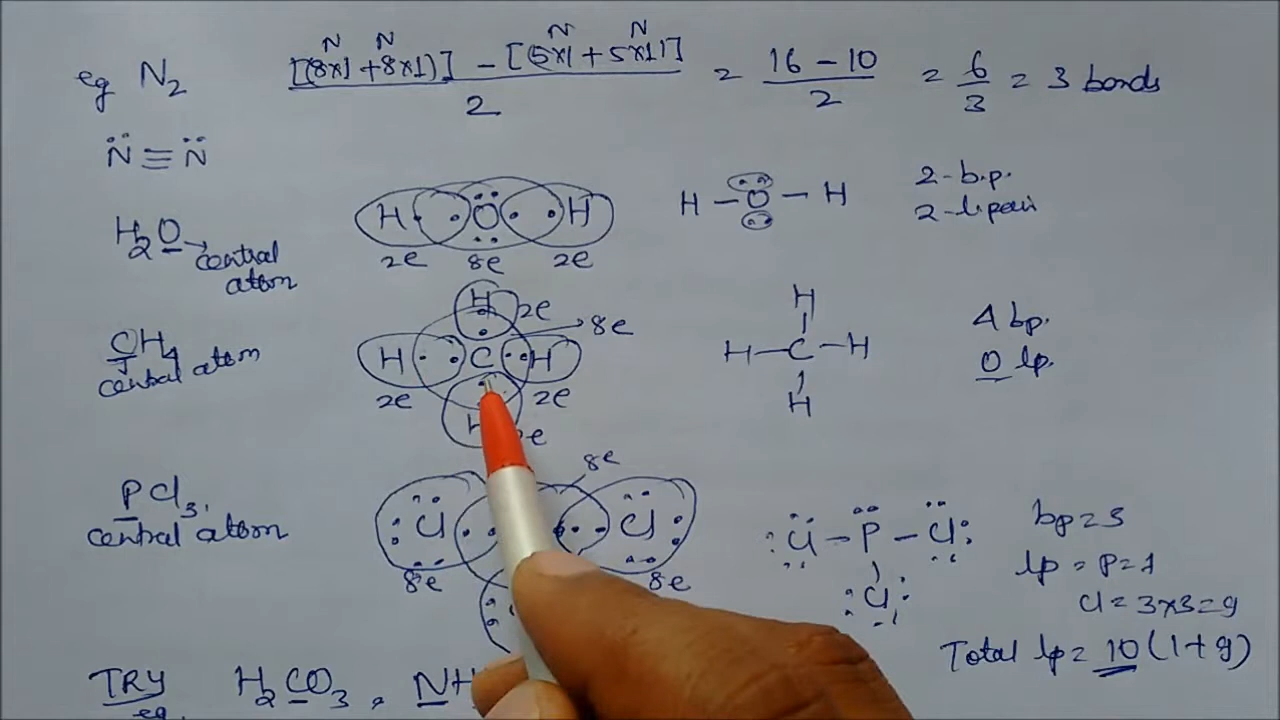 N N N N
eg N2 [(8x1 + 8x1)] - [5x1 + 5x1] / 2 = 16 - 10 / 2 = 6/3 = 3 bonds
N ≡ N
H2O → central atom
H O H
2e 8e 2e
H - O - H
2-b.p.
2-l.pair
CH4
central atom
H 2e
8e
H C H
2e 2e
H
H
H - C - H
H
4 bp.
0 lp.
PCl3.
central atom
8e
Cl Cl
8e 8e
Cl - P - Cl
Cl
bp = 3
lp = P = 1
Cl = 3x3 = 9
Total lp = 10 (1+9)
TRY H2CO3, NH
eg.